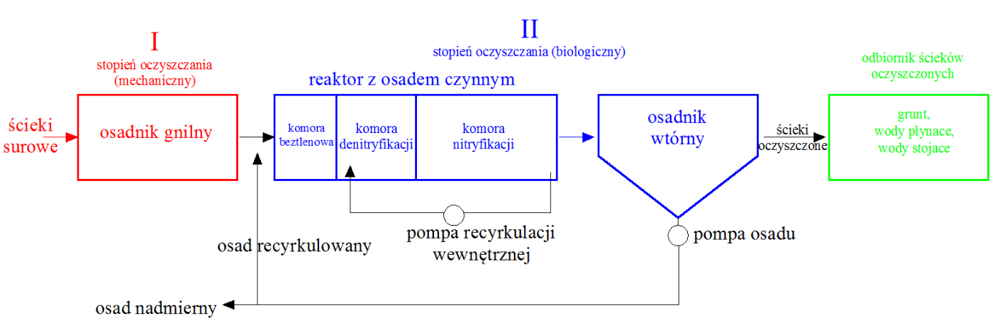 I
stopień oczyszczania
(mechaniczny)
ścieki
surowe
osadnik gnilny
II
stopień oczyszczania (biologiczny)
reaktor z osadem czynnym
komora
beztlenowa
komora
denitryfikacji
komora
nitryfikacji
osadnik
wtórny
ścieki
oczyszczone
odbiornik ścieków
oczyszczonych
grunt,
wody płynace,
wody stojace
pompa recyrkulacji
wewnętrznej
pompa osadu
osad recyrkulowany
osad nadmierny